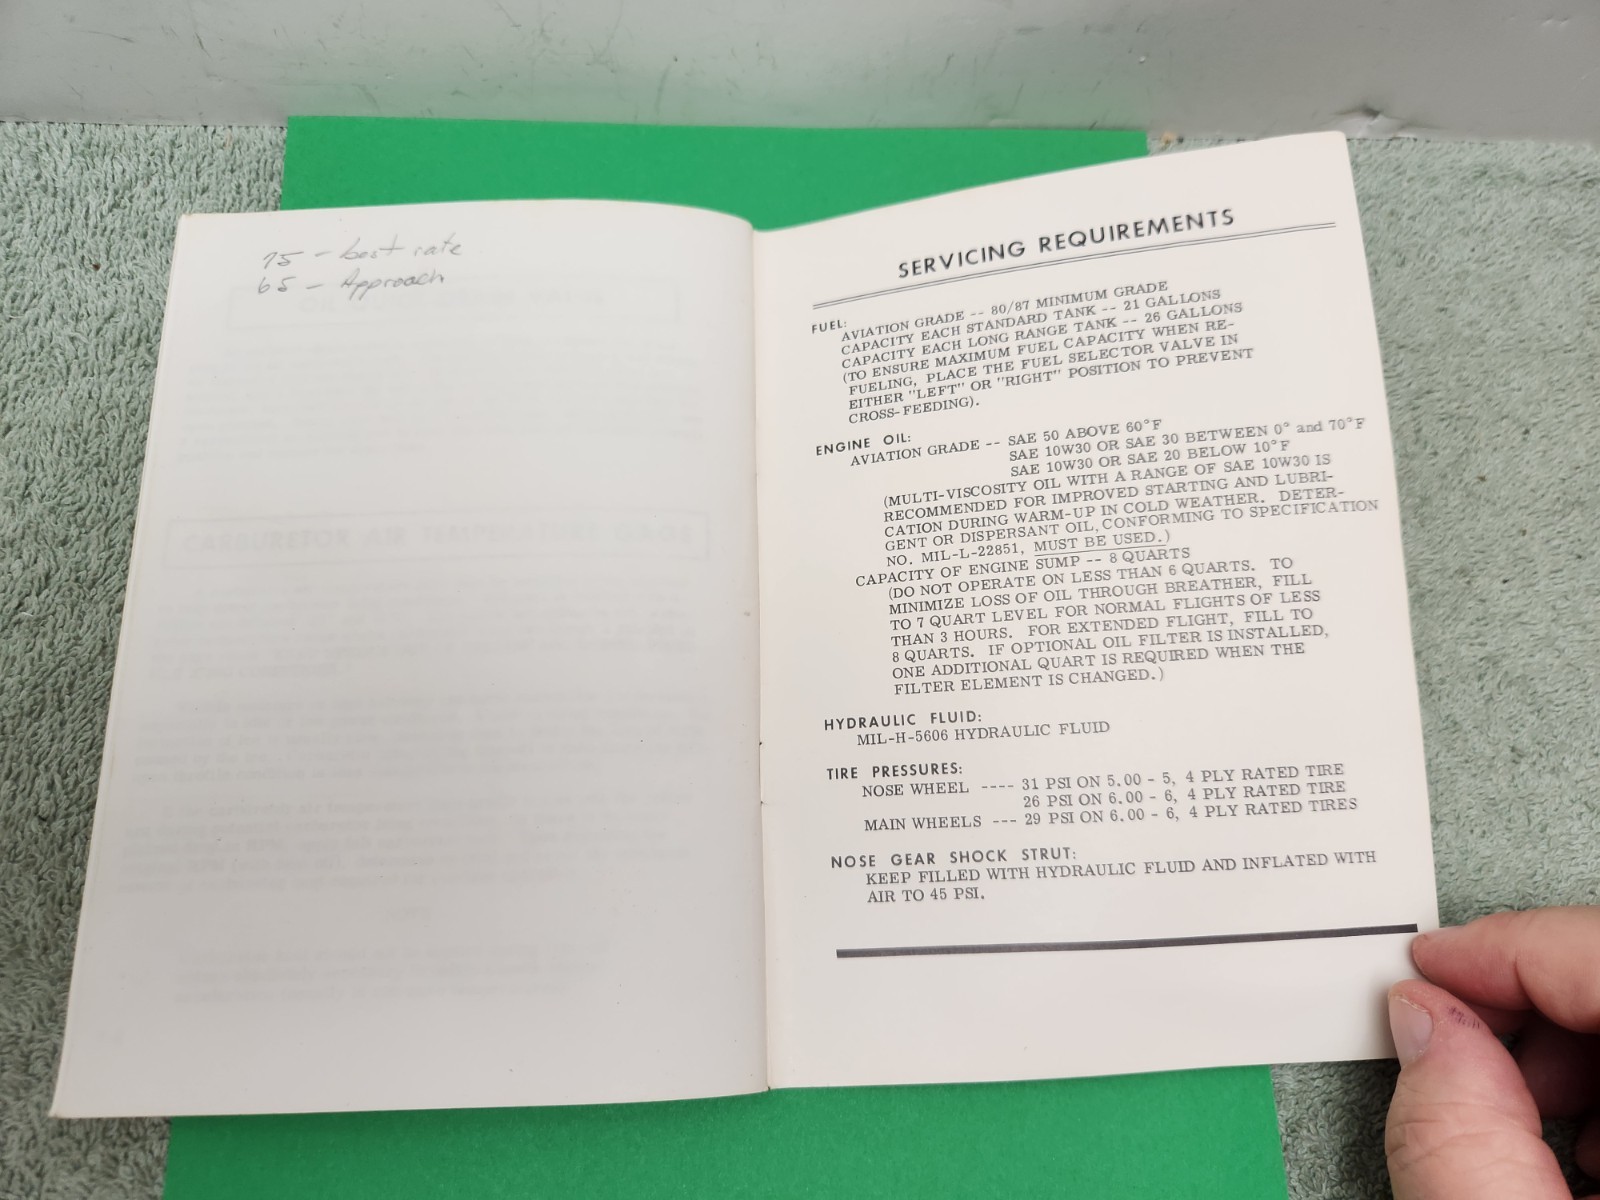 75 - best rate
65 - Approach
CARBURETOR AIR TEMPERATURE GAGE
SERVICING REQUIREMENTS
FUEL:
AVIATION GRADE -- 80/87 MINIMUM GRADE
CAPACITY EACH STANDARD TANK -- 21 GALLONS
CAPACITY EACH LONG RANGE TANK -- 26 GALLONS
(TO ENSURE MAXIMUM FUEL CAPACITY WHEN RE-
FUELING, PLACE THE FUEL SELECTOR VALVE IN
EITHER "LEFT" OR "RIGHT" POSITION TO PREVENT
CROSS-FEEDING).
ENGINE OIL:
AVIATION GRADE -- SAE 50 ABOVE 60°F
SAE 10W30 OR SAE 30 BETWEEN 0° and 70°F
SAE 10W30 OR SAE 20 BELOW 10°F
(MULTI-VISCOSITY OIL WITH A RANGE OF SAE 10W30 IS
RECOMMENDED FOR IMPROVED STARTING AND LUBRI-
CATION DURING WARM-UP IN COLD WEATHER. DETER-
GENT OR DISPERSANT OIL, CONFORMING TO SPECIFICATION
NO. MIL-L-22851, MUST BE USED.)
CAPACITY OF ENGINE SUMP -- 8 QUARTS
(DO NOT OPERATE ON LESS THAN 6 QUARTS. TO
MINIMIZE LOSS OF OIL THROUGH BREATHER, FILL
TO 7 QUART LEVEL FOR NORMAL FLIGHTS OF LESS
THAN 3 HOURS. FOR EXTENDED FLIGHT, FILL TO
8 QUARTS. IF OPTIONAL OIL FILTER IS INSTALLED,
ONE ADDITIONAL QUART IS REQUIRED WHEN THE
FILTER ELEMENT IS CHANGED.)
HYDRAULIC FLUID:
MIL-H-5606 HYDRAULIC FLUID
TIRE PRESSURES:
NOSE WHEEL ---- 31 PSI ON 5.00 - 5, 4 PLY RATED TIRE
26 PSI ON 6.00 - 6, 4 PLY RATED TIRE
MAIN WHEELS --- 29 PSI ON 6.00 - 6, 4 PLY RATED TIRES
NOSE GEAR SHOCK STRUT:
KEEP FILLED WITH HYDRAULIC FLUID AND INFLATED WITH
AIR TO 45 PSI.